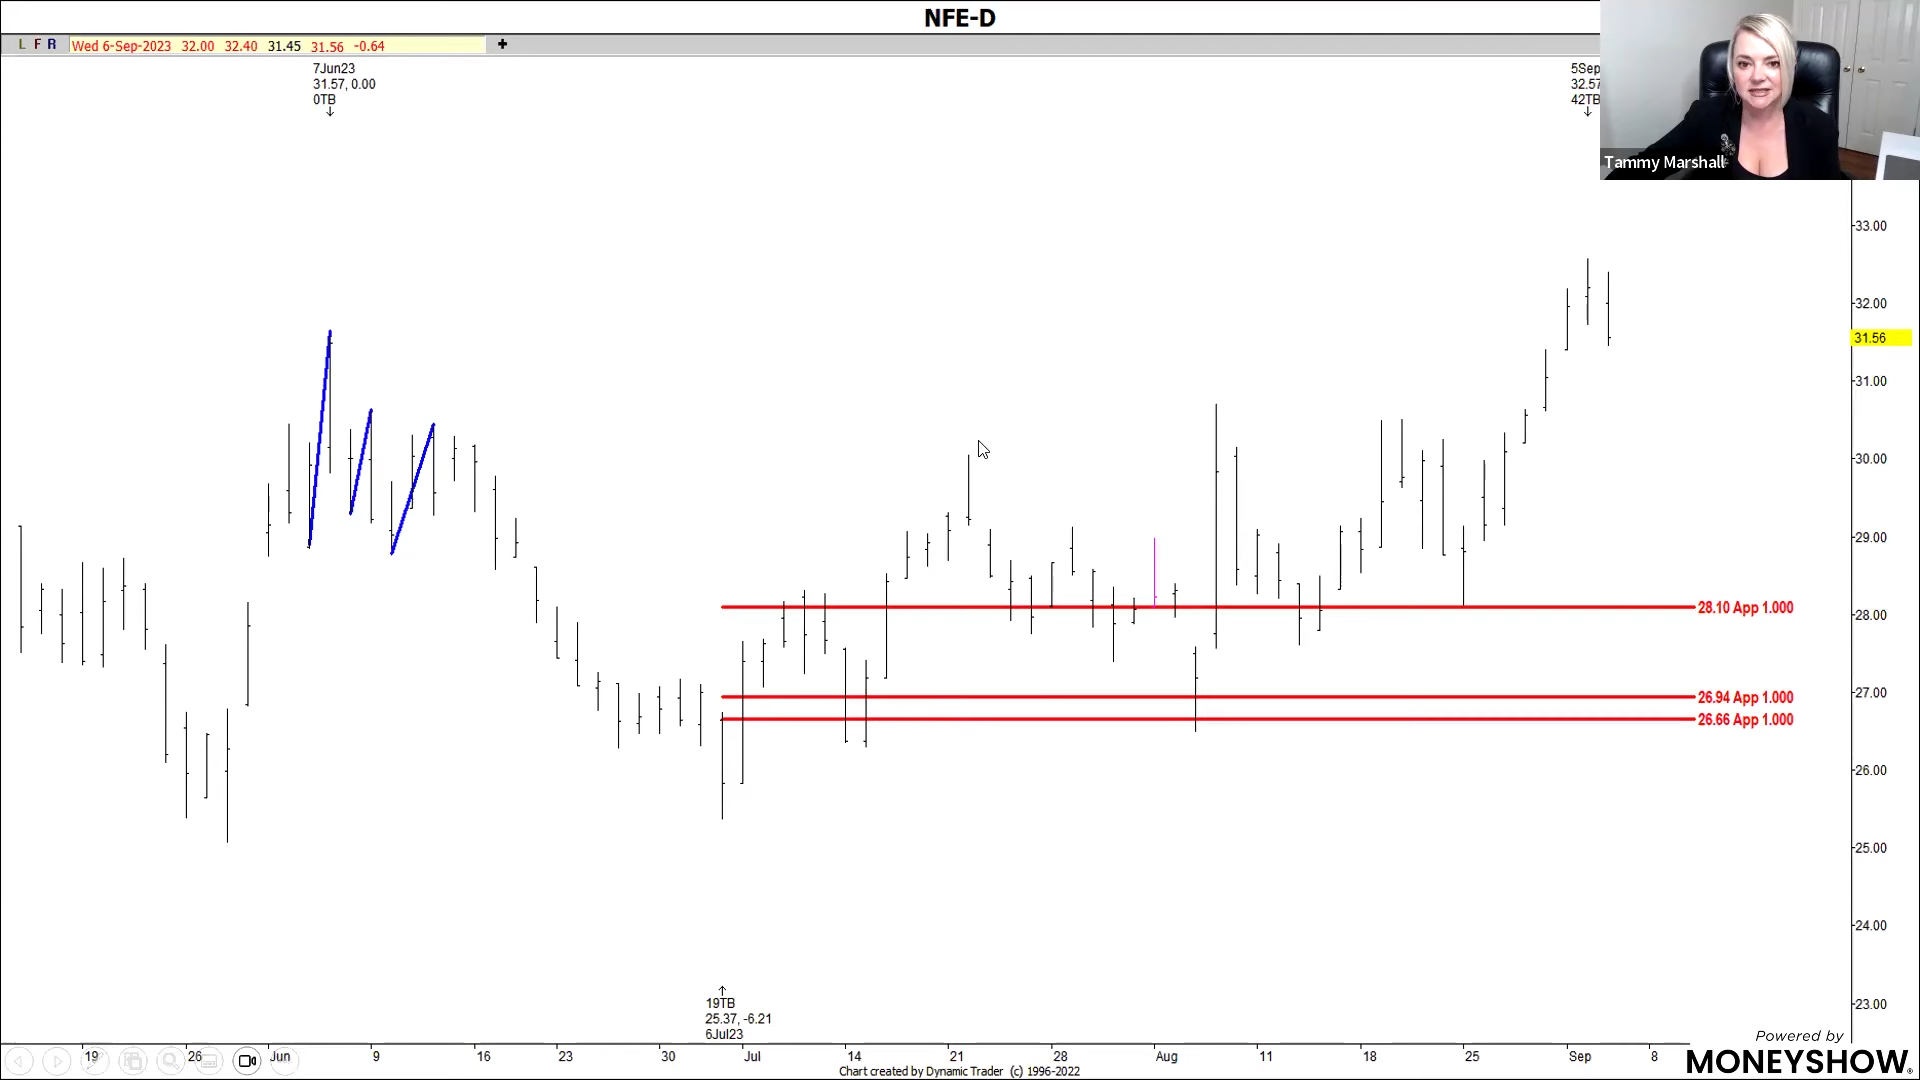 NFE-D
L F R Wed 6-Sep-2023 32.00 32.40 31.45 31.56 -0.64
7Jun23
31.57, 0.00
0TB
5Sep
32.57
42TB
Tammy Marshall
33.00
32.00
31.56
31.00
30.00
29.00
28.10 App 1.000
28.00
27.00
26.94 App 1.000
26.66 App 1.000
26.00
25.00
24.00
23.00
19TB
25.37, -6.21
6Jul23
19 26 Jun 9 16 23 30 Jul 14 21 28 Aug 11 18 25 Sep 8
Chart created by Dynamic Trader (c) 1996-2022
Powered by
MONEYSHOW